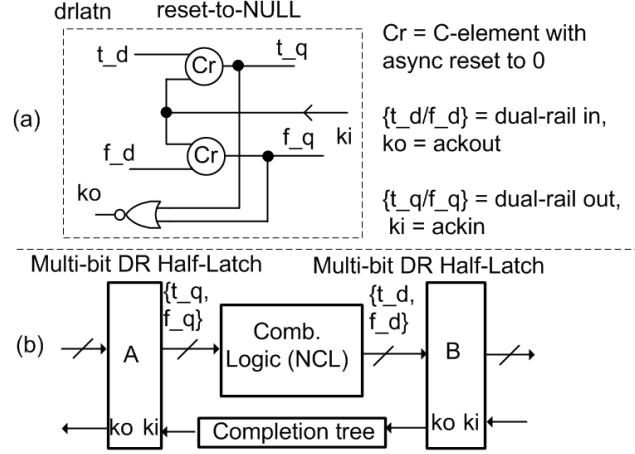 drlatn reset-to-NULL
t_d
Cr
t_q
(a)
ki
f_d
Cr
f_q
ko
Cr = C-element with
async reset to 0
{t_d/f_d} = dual-rail in,
ko = ackout
{t_q/f_q} = dual-rail out,
ki = ackin
Multi-bit DR Half-Latch
Multi-bit DR Half-Latch
(b)
A
{t_q,
f_q}
Comb.
Logic (NCL)
{t_d,
f_d}
B
ko ki
Completion tree
ko ki